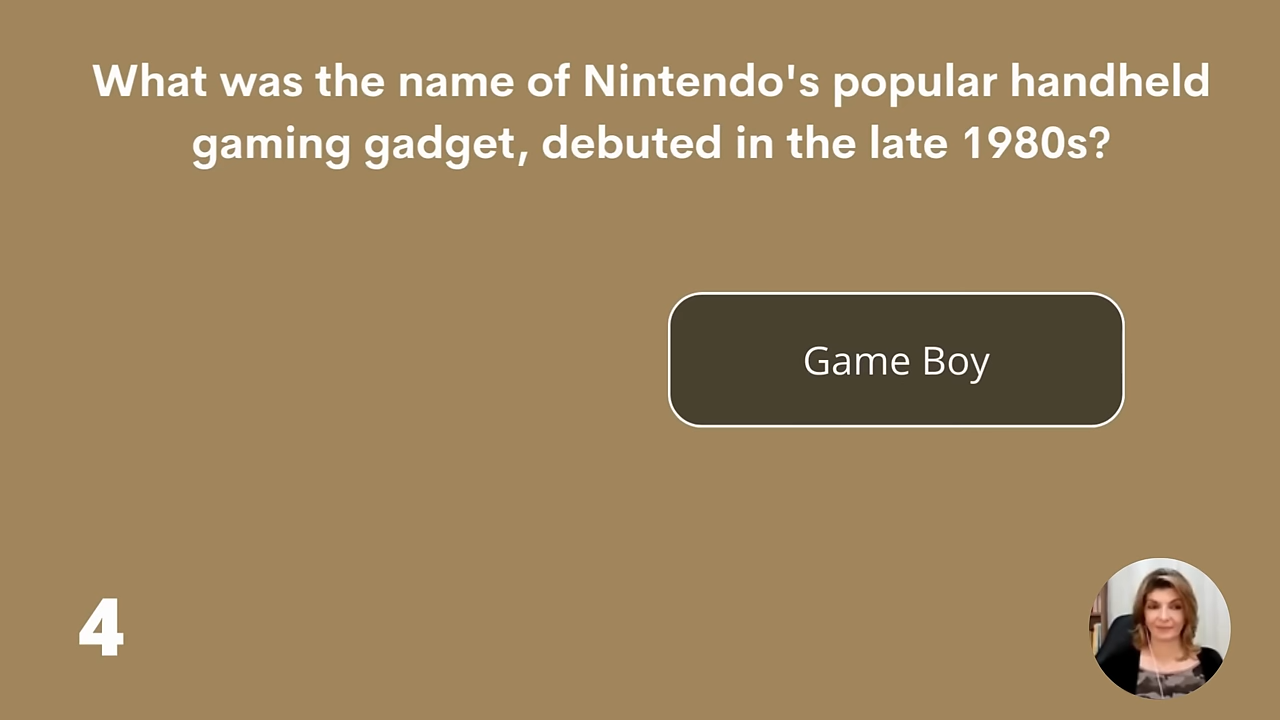 What was the name of Nintendo's popular handheld
gaming gadget, debuted in the late 1980s?
Game Boy
4